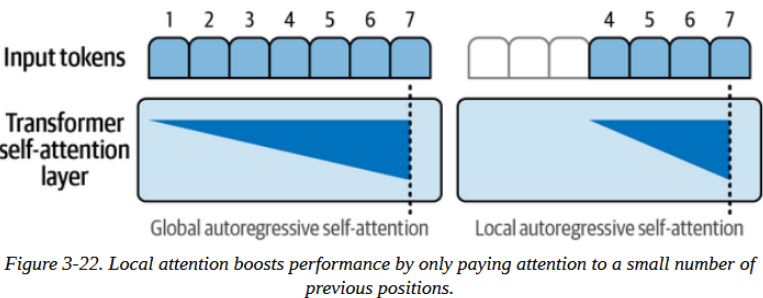 1 2 3 4 5 6 7
4 5 6 7
Input tokens
Transformer
self-attention
layer
Global autoregressive self-attention
Local autoregressive self-attention
Figure 3-22. Local attention boosts performance by only paying attention to a small number of
previous positions.